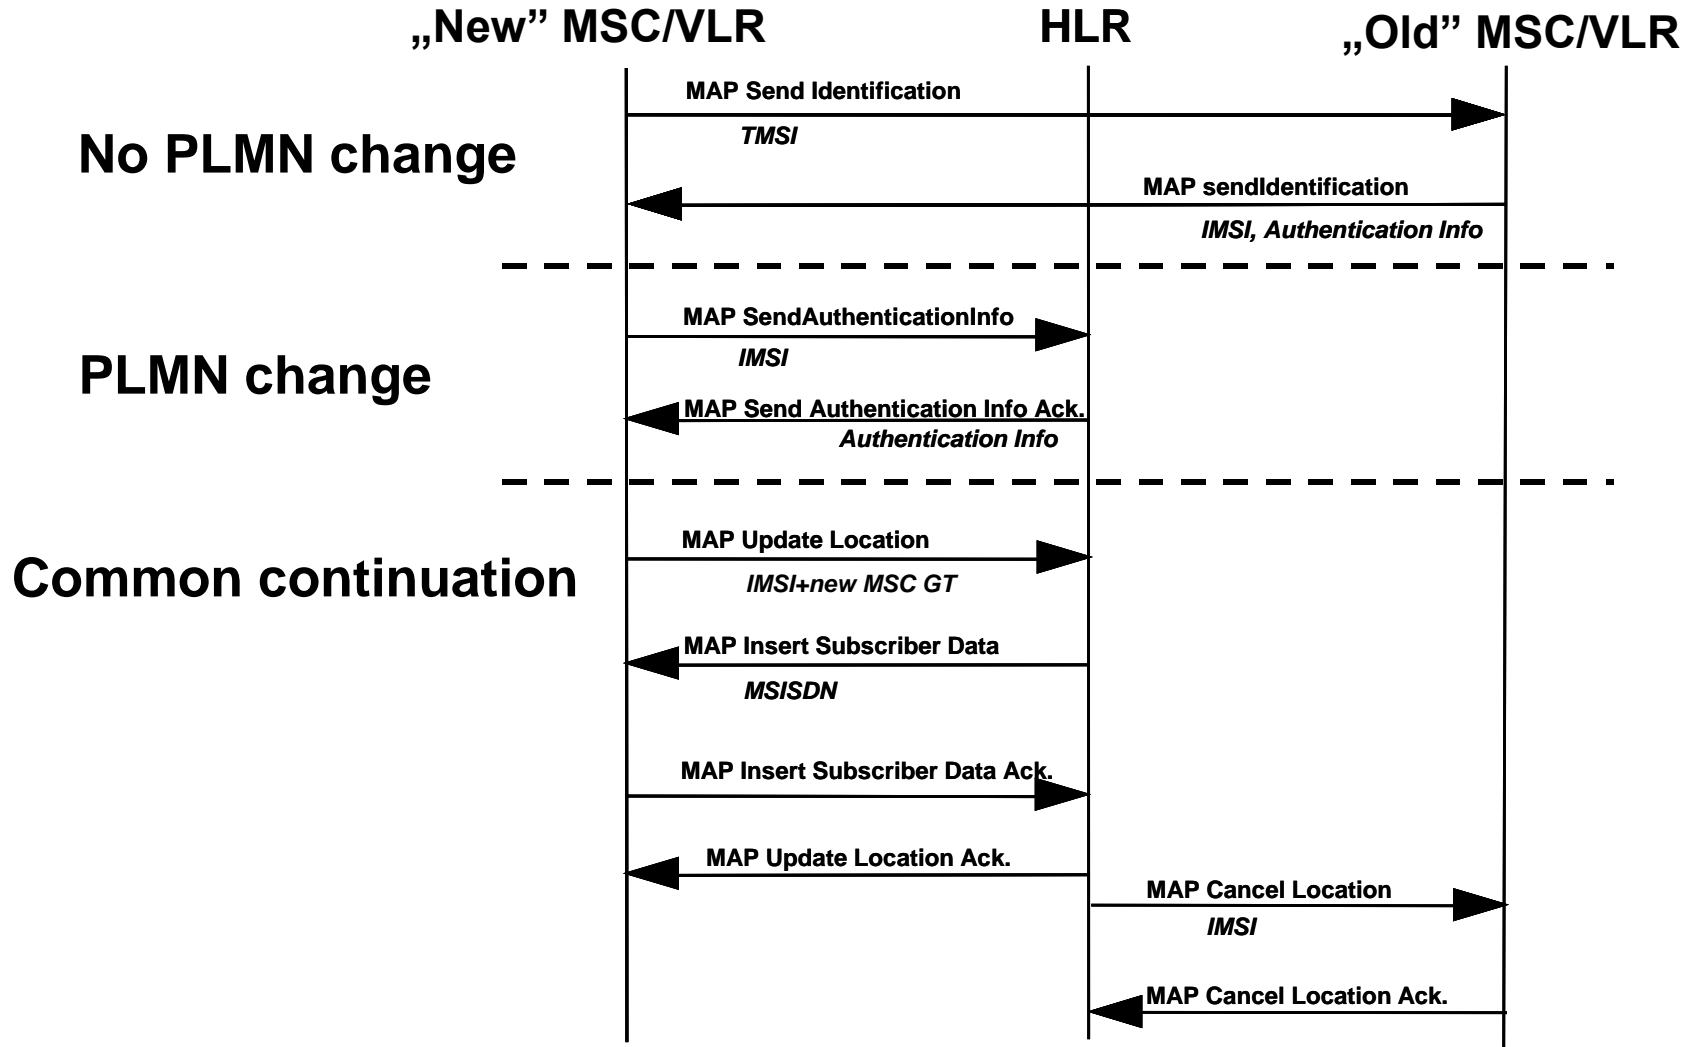 „New” MSC/VLR
HLR
„Old” MSC/VLR
MAP Send Identification
TMSI
No PLMN change
MAP sendIdentification
IMSI, Authentication Info
MAP SendAuthenticationInfo
IMSI
PLMN change
MAP Send Authentication Info Ack.
Authentication Info
MAP Update Location
Common continuation
IMSI+new MSC GT
MAP Insert Subscriber Data
MSISDN
MAP Insert Subscriber Data Ack.
MAP Update Location Ack.
MAP Cancel Location
IMSI
MAP Cancel Location Ack.